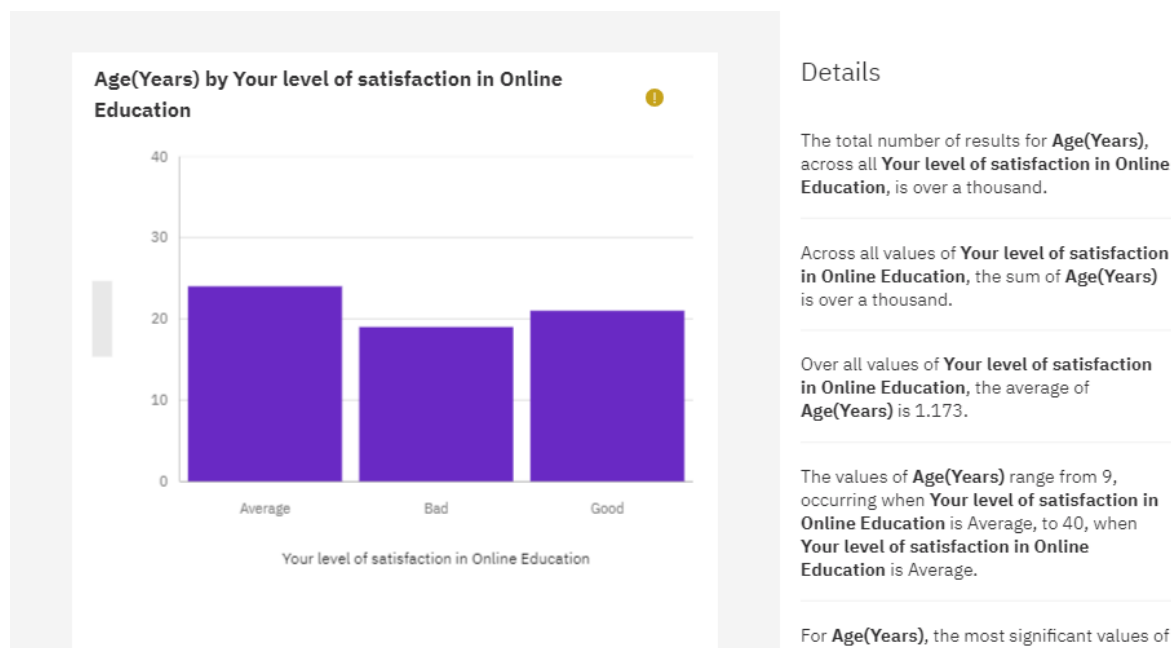 Age(Years) by Your level of satisfaction in Online
Education
40
30
20
10
0
Average
Bad
Good
Your level of satisfaction in Online Education
Details
The total number of results for Age(Years),
across all Your level of satisfaction in Online
Education, is over a thousand.
Across all values of Your level of satisfaction
in Online Education, the sum of Age(Years)
is over a thousand.
Over all values of Your level of satisfaction
in Online Education, the average of
Age(Years) is 1.173.
The values of Age(Years) range from 9,
occurring when Your level of satisfaction in
Online Education is Average, to 40, when
Your level of satisfaction in Online
Education is Average.
For Age(Years), the most significant values of